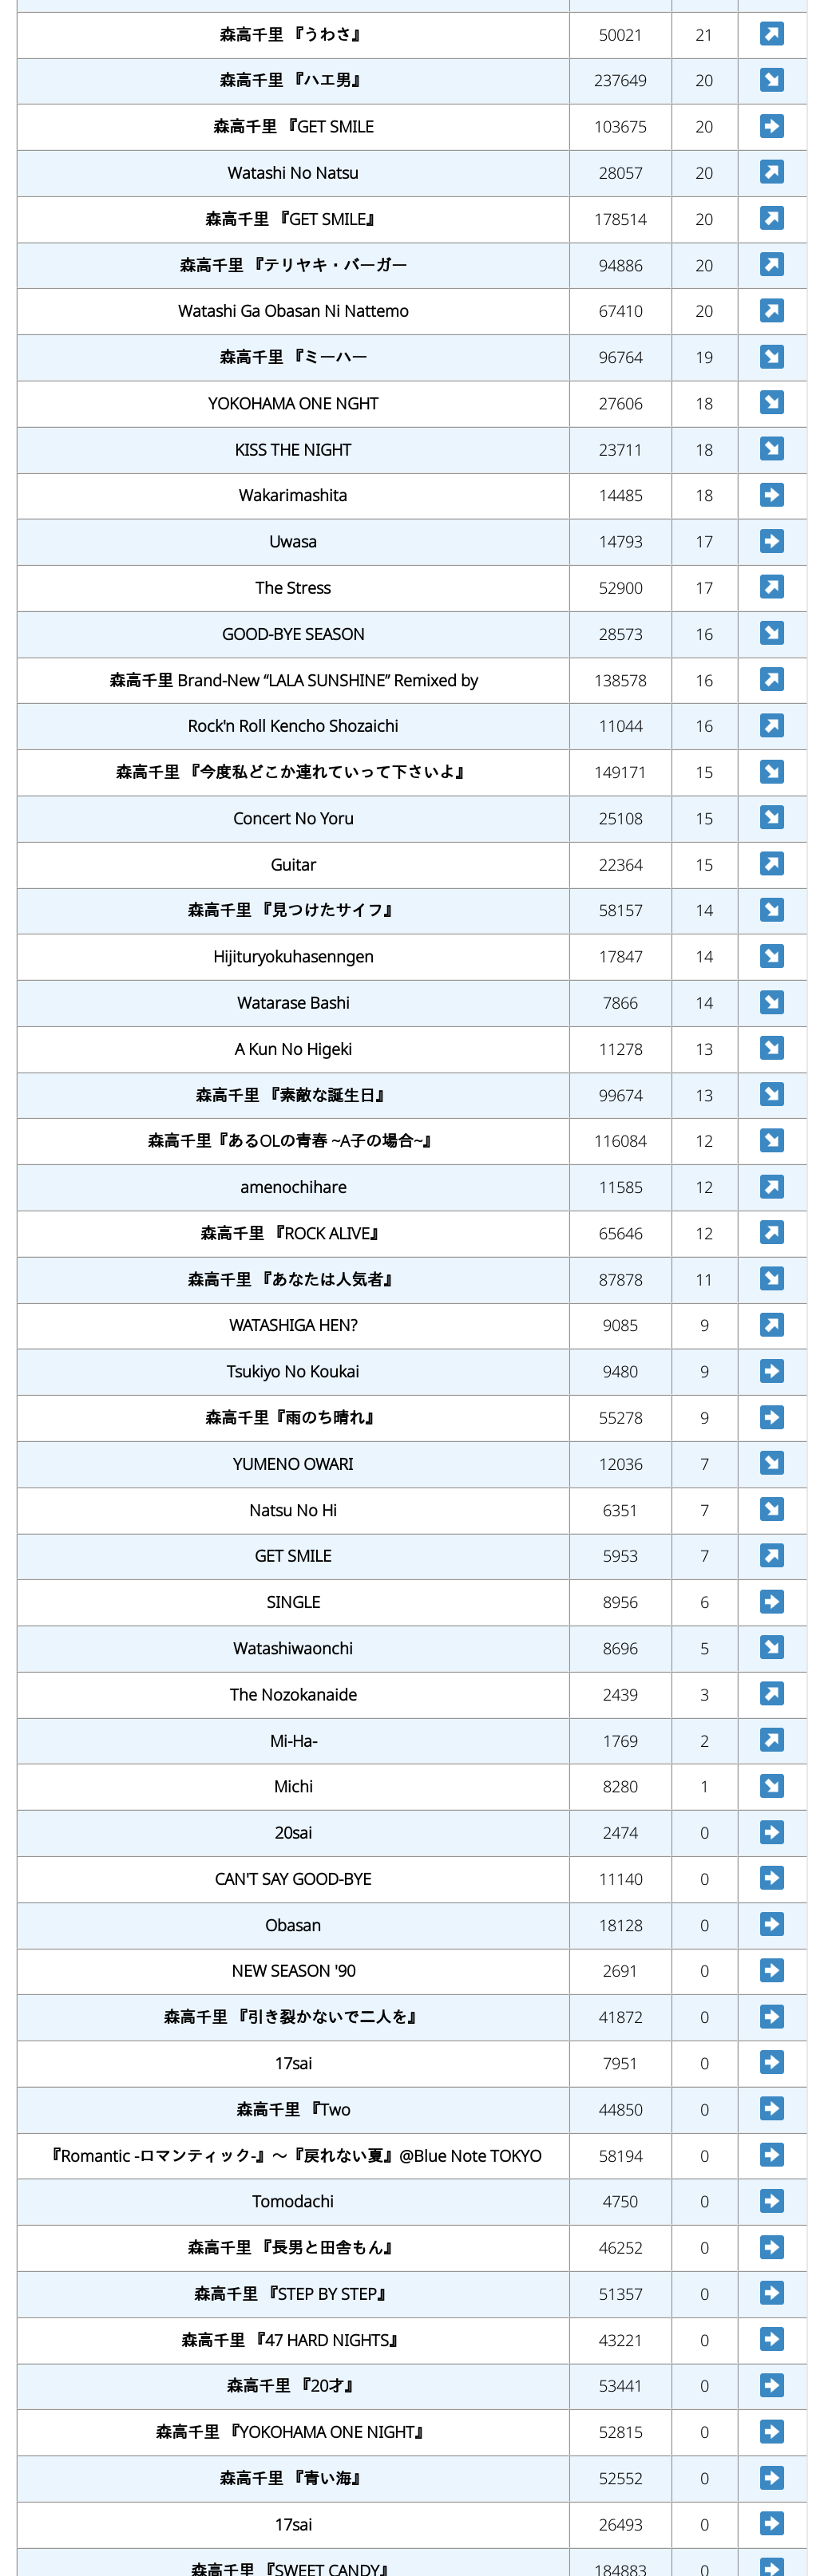 森高千里 『うわさ』 50021 21 ↗
森高千里 『ハエ男』 237649 20 ↘
森高千里 『GET SMILE 103675 20 ➡
Watashi No Natsu 28057 20 ↗
森高千里 『GET SMILE』 178514 20 ↗
森高千里 『テリヤキ・バーガー 94886 20 ↗
Watashi Ga Obasan Ni Nattemo 67410 20 ↗
森高千里 『ミーハー 96764 19 ↘
YOKOHAMA ONE NGHT 27606 18 ↘
KISS THE NIGHT 23711 18 ↘
Wakarimashita 14485 18 ➡
Uwasa 14793 17 ➡
The Stress 52900 17 ↗
GOOD-BYE SEASON 28573 16 ↘
森高千里 Brand-New “LALA SUNSHINE” Remixed by 138578 16 ↗
Rock'n Roll Kencho Shozaichi 11044 16 ↗
森高千里 『今度私どこか連れていって下さいよ』 149171 15 ↘
Concert No Yoru 25108 15 ↘
Guitar 22364 15 ↗
森高千里 『見つけたサイフ』 58157 14 ↘
Hijituryokuhasenngen 17847 14 ↘
Watarase Bashi 7866 14 ↘
A Kun No Higeki 11278 13 ↘
森高千里 『素敵な誕生日』 99674 13 ↘
森高千里『あるOLの青春 ~A子の場合~』 116084 12 ↘
amenochihare 11585 12 ↗
森高千里 『ROCK ALIVE』 65646 12 ↗
森高千里 『あなたは人気者』 87878 11 ↘
WATASHIGA HEN? 9085 9 ↗
Tsukiyo No Koukai 9480 9 ➡
森高千里『雨のち晴れ』 55278 9 ➡
YUMENO OWARI 12036 7 ↘
Natsu No Hi 6351 7 ↘
GET SMILE 5953 7 ↗
SINGLE 8956 6 ➡
Watashiwaonchi 8696 5 ↘
The Nozokanaide 2439 3 ↗
Mi-Ha- 1769 2 ↗
Michi 8280 1 ↘
20sai 2474 0 ➡
CAN'T SAY GOOD-BYE 11140 0 ➡
Obasan 18128 0 ➡
NEW SEASON '90 2691 0 ➡
森高千里 『引き裂かないで二人を』 41872 0 ➡
17sai 7951 0 ➡
森高千里 『Two 44850 0 ➡
『Romantic -ロマンティック-』～『戻れない夏』@Blue Note TOKYO 58194 0 ➡
Tomodachi 4750 0 ➡
森高千里 『長男と田舎もん』 46252 0 ➡
森高千里 『STEP BY STEP』 51357 0 ➡
森高千里 『47 HARD NIGHTS』 43221 0 ➡
森高千里 『20才』 53441 0 ➡
森高千里 『YOKOHAMA ONE NIGHT』 52815 0 ➡
森高千里 『青い海』 52552 0 ➡
17sai 26493 0 ➡
森高千里 『SWEET CANDY』 184883 0 ➡